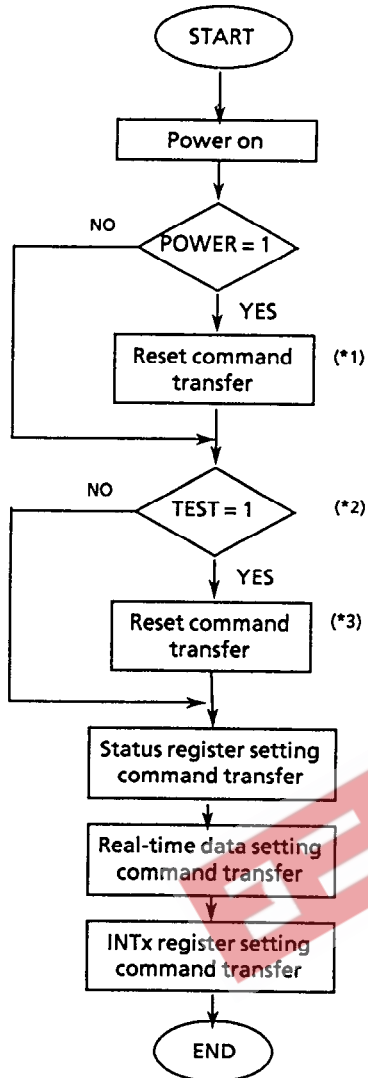 START
Power on
NO
POWER = 1
YES
Reset command
transfer
(*1)
NO
TEST = 1
(*2)
YES
Reset command
transfer
(*3)
Status register setting
command transfer
Real-time data setting
command transfer
INTx register setting
command transfer
END